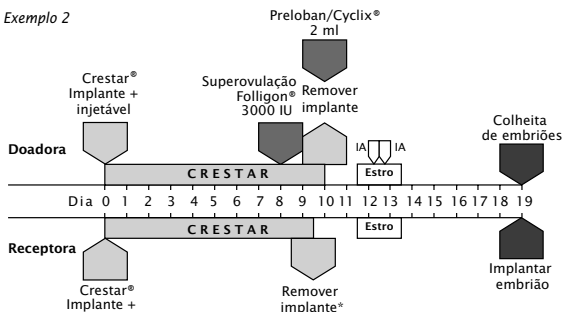 Exemplo 2
Preloban/Cyclix®
2 ml
Crestar®
Implante +
injetável
Superovulação
Folligon®
3000 IU
Remover
implante
Colheita
de embriões
Doadora
IA IA
CRESTAR
Estro
Dia 0 1 2 3 4 5 6 7 8 9 10 11 12 13 14 15 16 17 18 19
CRESTAR
Estro
Receptora
Crestar®
Implante +
Remover
implante*
Implantar
embrião